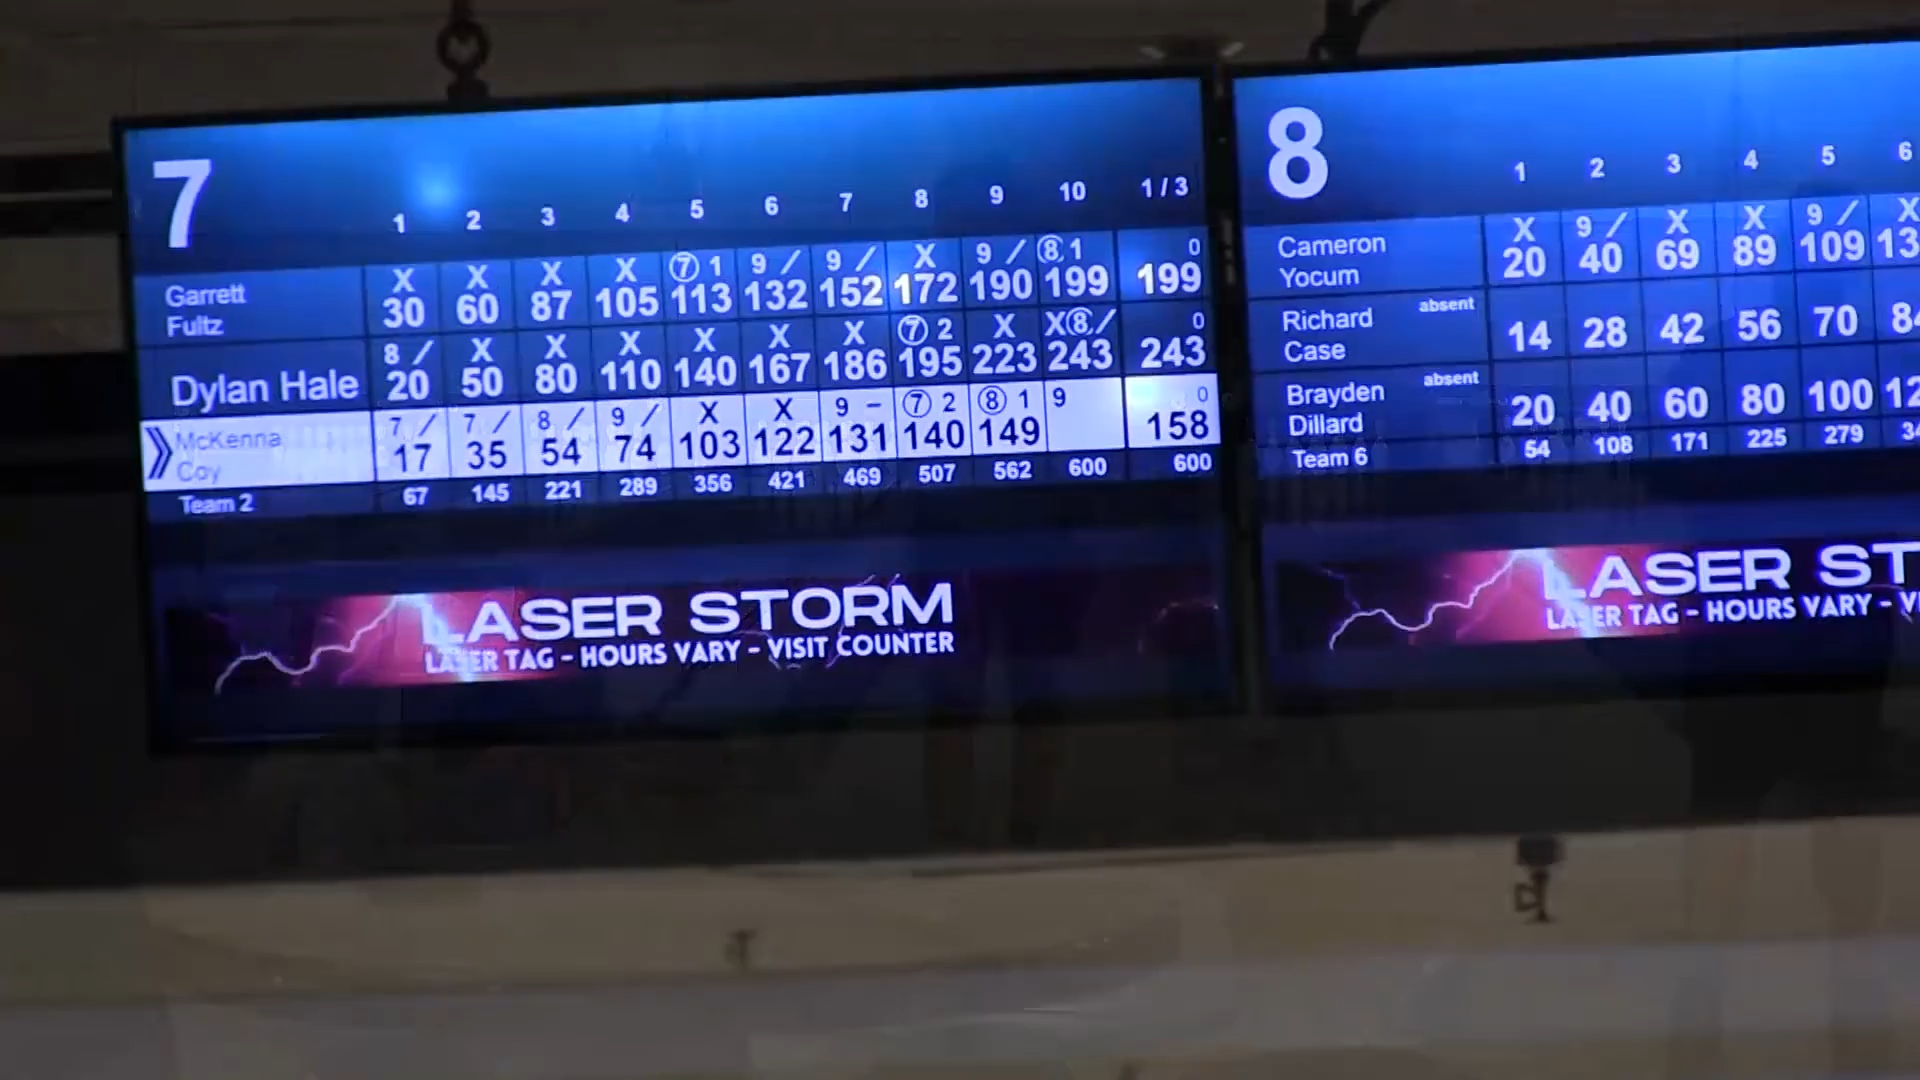 7
1 2 3 4 5 6 7 8 9 10 1 / 3
Garrett Fultz
X X X X ⑦ 1 9 / 9 / X 9 / ⑧ 1 0
30 60 87 105 113 132 152 172 190 199 199
Dylan Hale
8 / X X X X X X ⑦ 2 X X ⑧ / 0
20 50 80 110 140 167 186 195 223 243 243
McKenna Coy
7 / 7 / 8 / 9 / X X 9 - ⑦ 2 ⑧ 1 9 0
17 35 54 74 103 122 131 140 149 158
Team 2 67 145 221 289 356 421 469 507 562 600 600
LASER STORM
LASER TAG - HOURS VARY - VISIT COUNTER
8
1 2 3 4 5 6
Cameron Yocum
X 9 / X X 9 / X
20 40 69 89 109
Richard Case absent
14 28 42 56 70
Brayden Dillard absent
20 40 60 80 100
Team 6 54 108 171 225 279
LASER ST
LASER TAG - HOURS VARY - VI